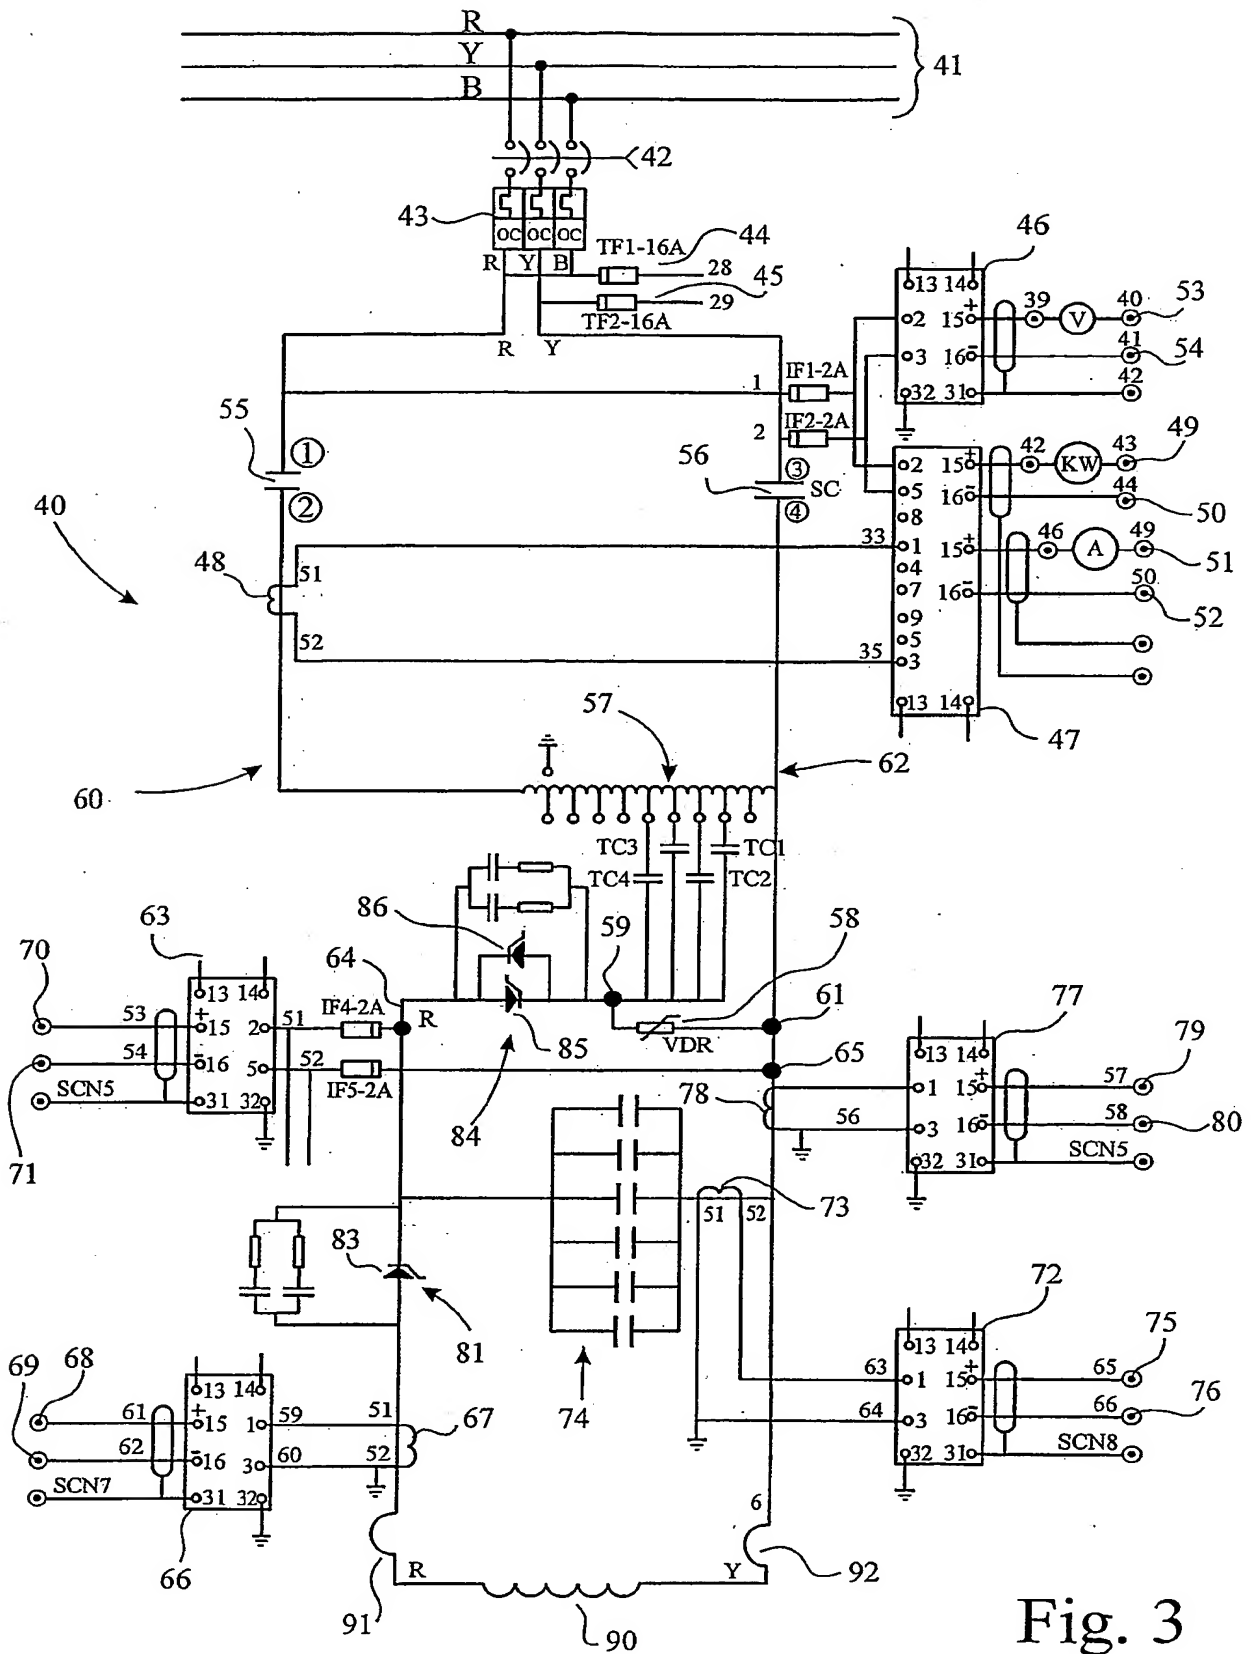 R
Y
B
41
42
43
OC OC OC
R Y B
TF1-16A
44
28
TF2-16A
45
29
R Y
46
13 14
2 15 +
39 V 40 53
3 16 -
41 54
32 31
42
1 IF1-2A
2 IF2-2A
55
①
②
56
③
SC
④
40
2 15 +
42 KW 43 49
5 16 -
44 50
8
33 1 15 +
46 A 49 51
4
7 16 -
50 52
9
5
35 3
13 14
47
48
51
52
57
60
62
TC3 TC1
TC4 TC2
86
59
58
63
70
64
13 14
53 + 15 2 51 IF4-2A
R
85
VDR
61
54 - 16 5 52 IF5-2A
65
SCN5 31 32
71
84
78
77
13 14
79
1 15 + 57
56 3 16 - 58
80
32 31 SCN5
73
51 52
83
81
74
72
13 14
75
63 1 15 + 65
64 3 16 - 66
76
32 31 SCN8
69 68
13 14
61 + 15 1 59 51
67
62 - 16 3 60 52
SCN7 31 32
66
6
91
R Y
92
90
Fig. 3